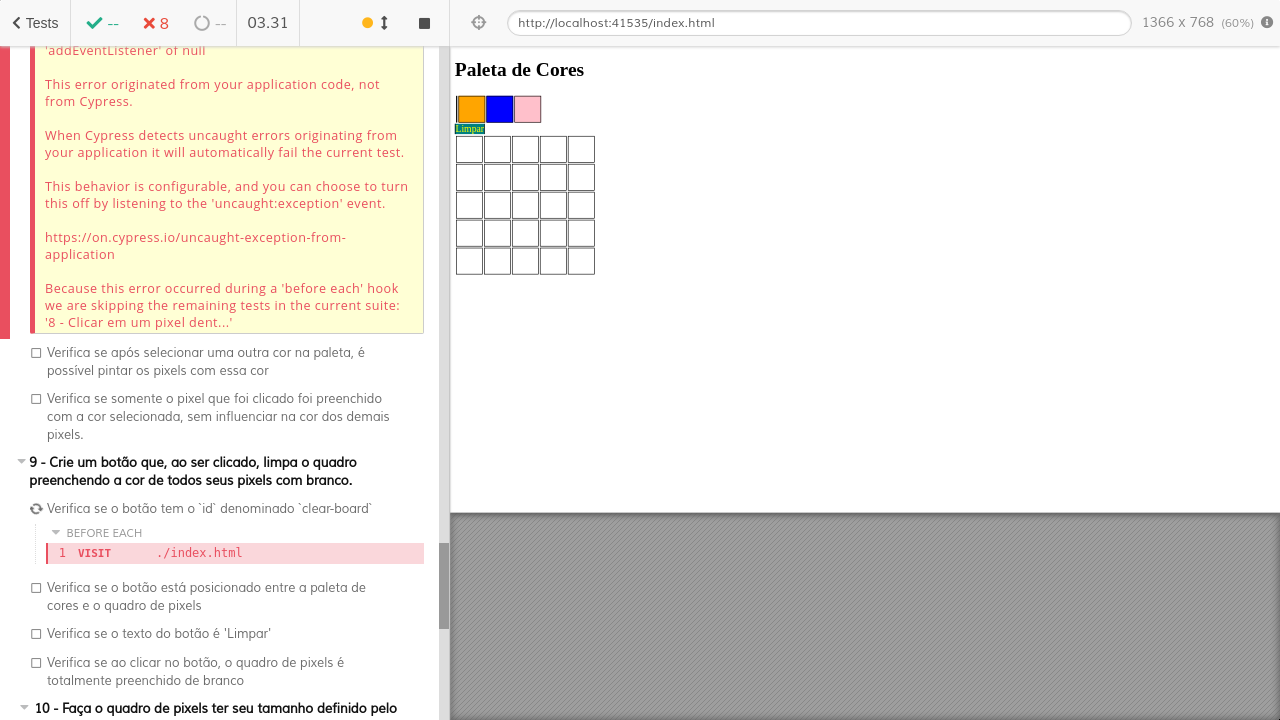 Tests
--
8
--
03.31
http://localhost:41535/index.html
1366 x 768 (60%)
'addEventListener' of null
This error originated from your application code, not
from Cypress.
When Cypress detects uncaught errors originating from
your application it will automatically fail the current test.
This behavior is configurable, and you can choose to turn
this off by listening to the 'uncaught:exception' event.
https://on.cypress.io/uncaught-exception-from-
application
Because this error occurred during a 'before each' hook
we are skipping the remaining tests in the current suite:
'8 - Clicar em um pixel dent...'
Verifica se após selecionar uma outra cor na paleta, é
possível pintar os pixels com essa cor
Verifica se somente o pixel que foi clicado foi preenchido
com a cor selecionada, sem influenciar na cor dos demais
pixels.
9 - Crie um botão que, ao ser clicado, limpa o quadro
preenchendo a cor de todos seus pixels com branco.
Verifica se o botão tem o `id` denominado `clear-board`
BEFORE EACH
1 VISIT ./index.html
Verifica se o botão está posicionado entre a paleta de
cores e o quadro de pixels
Verifica se o texto do botão é 'Limpar'
Verifica se ao clicar no botão, o quadro de pixels é
totalmente preenchido de branco
10 - Faça o quadro de pixels ter seu tamanho definido pelo
Paleta de Cores
Limpar